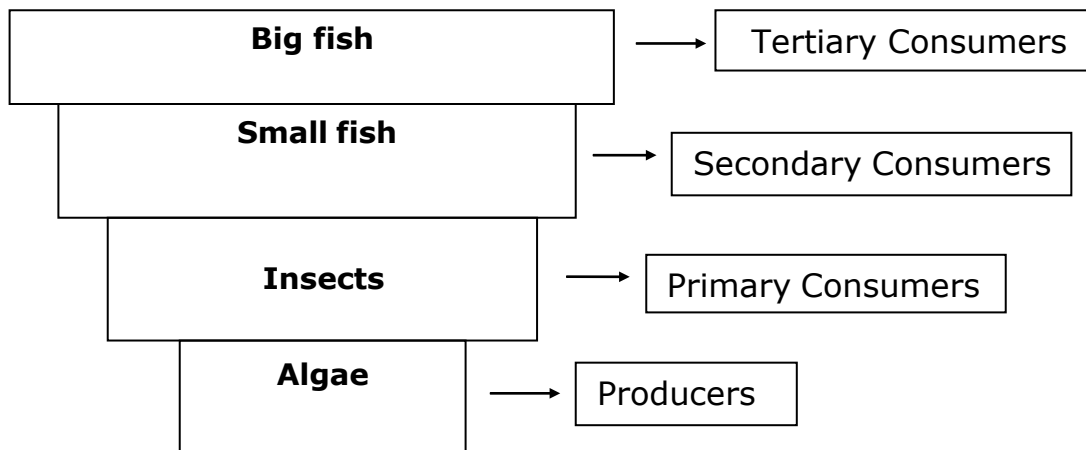 Big fish
Tertiary Consumers
Small fish
Secondary Consumers
Insects
Primary Consumers
Algae
Producers